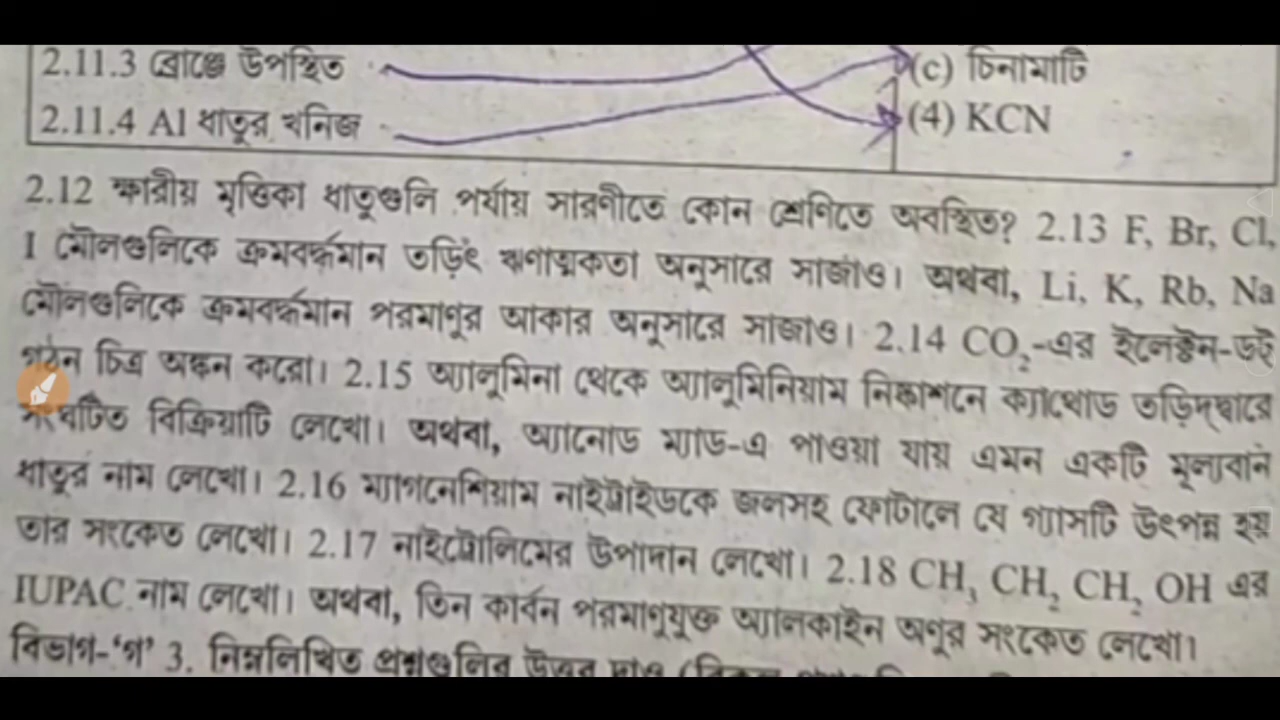 2.11.3 ব্রোঞ্জে উপস্থিত (c) চিনামাটি
2.11.4 Al ধাতুর খনিজ (4) KCN
2.12 ক্ষারীয় মৃত্তিকা ধাতুগুলি পর্যায় সারণীতে কোন শ্রেণিতে অবস্থিত? 2.13 F, Br, Cl,
I মৌলগুলিকে ক্রমবর্দ্ধমান তড়িৎ ঋণাত্মকতা অনুসারে সাজাও। অথবা, Li, K, Rb, Na
মৌলগুলিকে ক্রমবর্দ্ধমান পরমাণুর আকার অনুসারে সাজাও। 2.14 CO₂-এর ইলেক্ট্রন-ডট্
গঠন চিত্র অঙ্কন করো। 2.15 অ্যালুমিনা থেকে অ্যালুমিনিয়াম নিষ্কাশনে ক্যাথোড তড়িদ্‌দ্বারে
সংঘটিত বিক্রিয়াটি লেখো। অথবা, অ্যানোড ম্যাড-এ পাওয়া যায় এমন একটি মূল্যবান
ধাতুর নাম লেখো। 2.16 ম্যাগনেশিয়াম নাইট্রাইডকে জলসহ ফোটালে যে গ্যাসটি উৎপন্ন হয়
তার সংকেত লেখো। 2.17 নাইট্রোলিমের উপাদান লেখো। 2.18 CH₃ CH₂ CH₂ OH এর
IUPAC নাম লেখো। অথবা, তিন কার্বন পরমাণুযুক্ত অ্যালকাইন অণুর সংকেত লেখো।
বিভাগ-‘গ’ 3. নিম্নলিখিত প্রশ্নগুলির উত্তর দাও